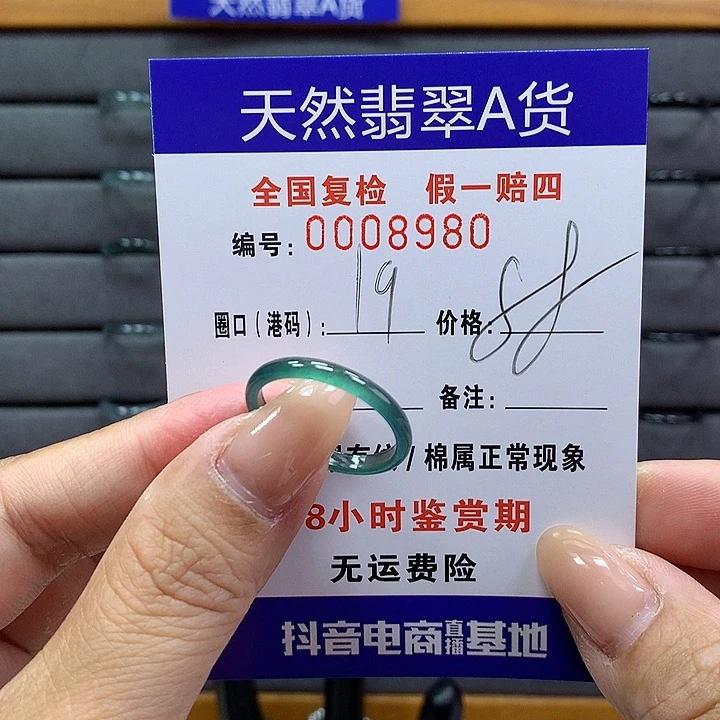 天然翡翠A货
天然翡翠A货
全国复检 假一赔四
编号: 0008980
圈口(港码): 19 价格:
备注:
/棉属正常现象
8小时鉴赏期
无运费险
抖音电商直播基地